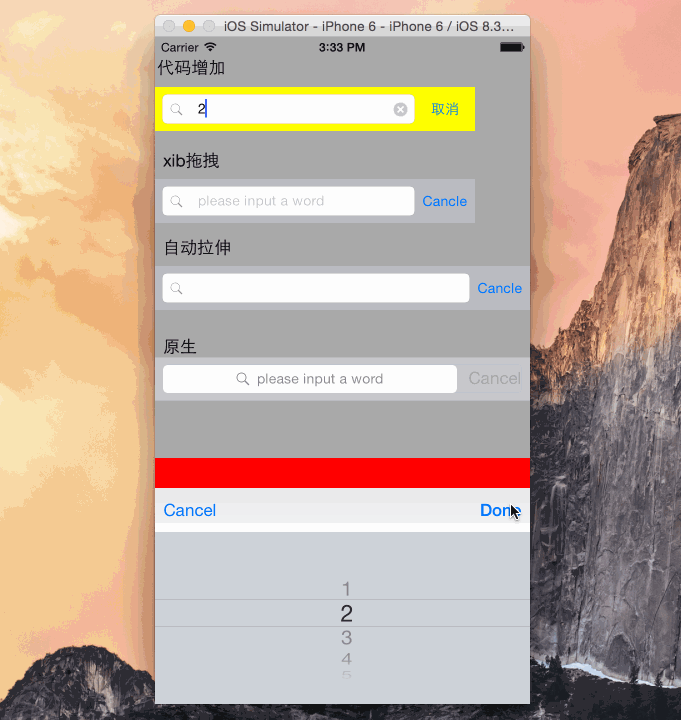 iOS Simulator - iPhone 6 - iPhone 6 / iOS 8.3...
Carrier 3:33 PM
代码增加
2 取消
xib拖拽
please input a word Cancle
自动拉伸
Cancle
原生
please input a word Cancel
Cancel Done
1
2
3
4
5